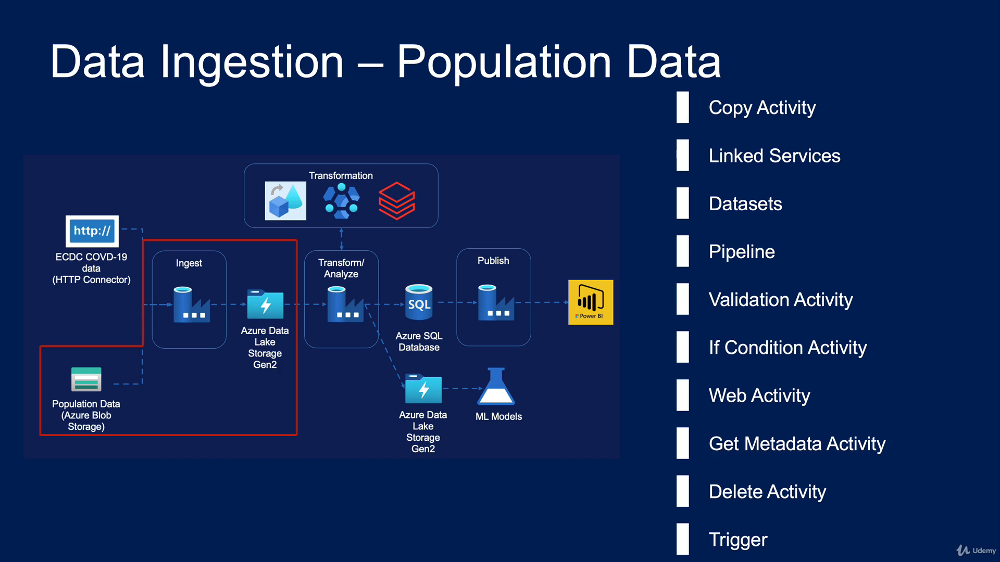 Data Ingestion – Population Data
Copy Activity
Linked Services
Datasets
Pipeline
Validation Activity
If Condition Activity
Web Activity
Get Metadata Activity
Delete Activity
Trigger
Transformation
http://
ECDC COVD-19
data
(HTTP Connector)
Ingest
Azure Data
Lake
Storage
Gen2
Transform/
Analyze
SQL
Azure SQL
Database
Publish
Power BI
Population Data
(Azure Blob
Storage)
Azure Data
Lake
Storage
Gen2
ML Models
Udemy